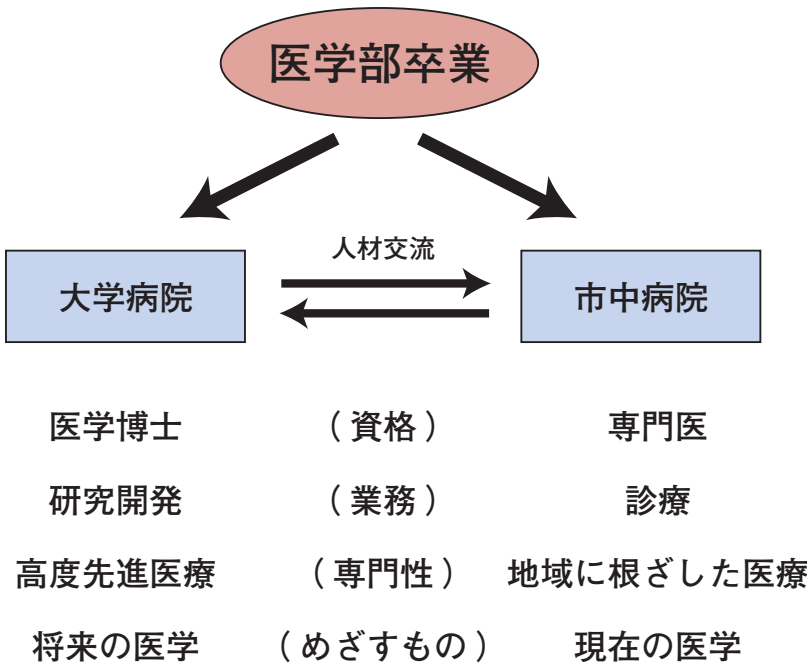 医学部卒業
人材交流
大学病院
市中病院
医学博士 （資格） 専門医
研究開発 （業務） 診療
高度先進医療 （専門性） 地域に根ざした医療
将来の医学 （めざすもの） 現在の医学